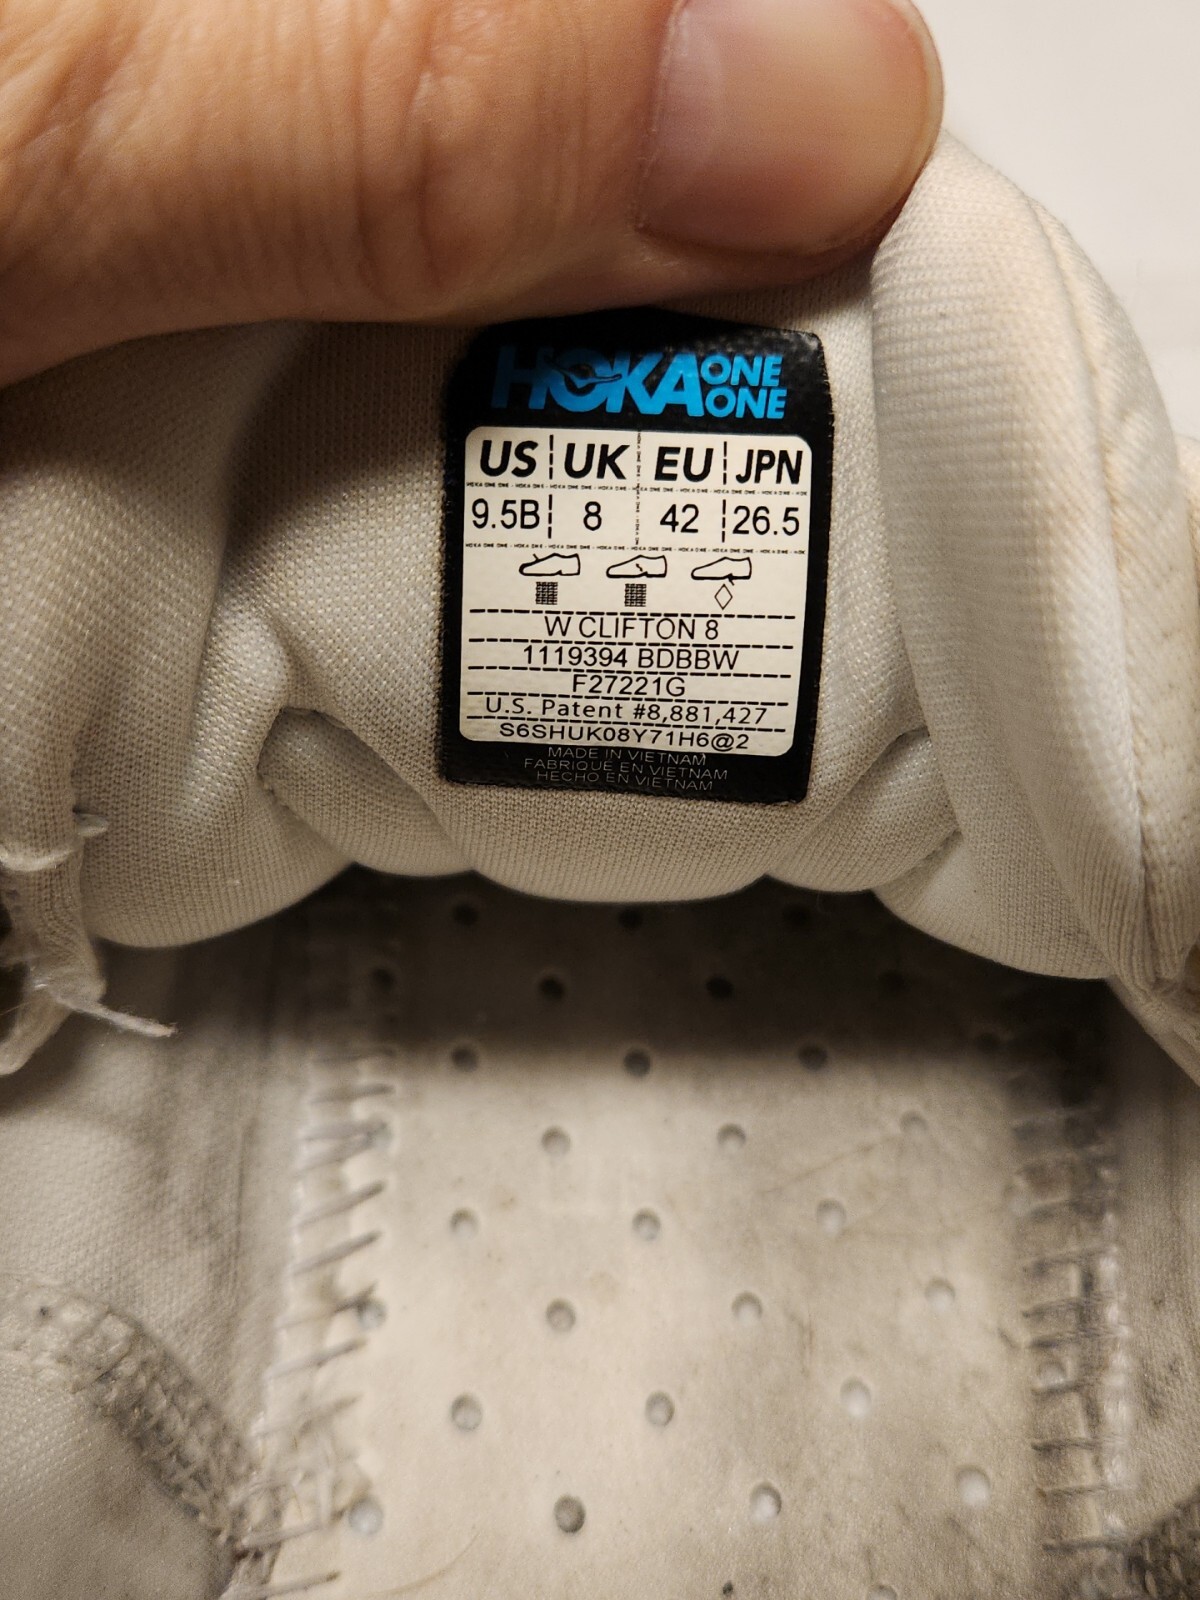 HOKA ONE ONE
US UK EU JPN
9.5B 8 42 26.5
W CLIFTON 8
1119394 BDBBW
F27221G
U.S. Patent #8,881,427
S6SHUK08Y71H6@2
MADE IN VIETNAM
FABRIQUE EN VIETNAM
HECHO EN VIETNAM